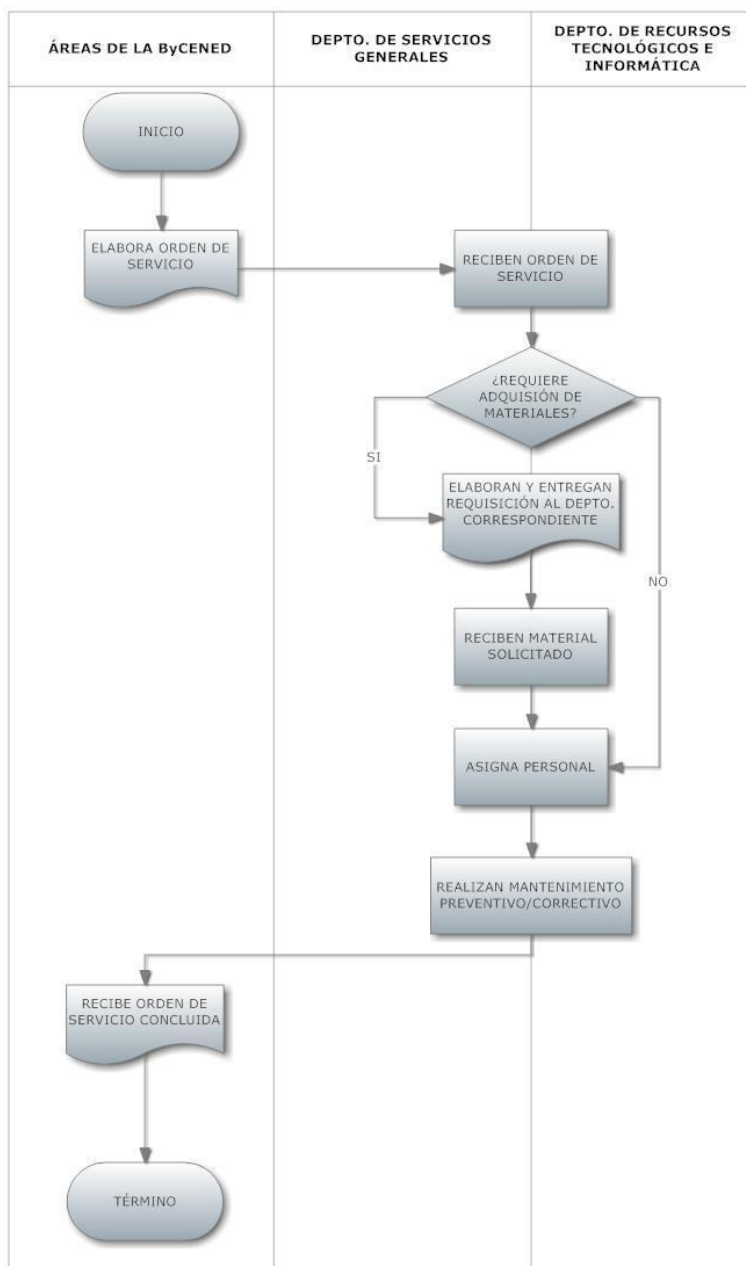 ÁREAS DE LA ByCENED
DEPTO. DE SERVICIOS
GENERALES
DEPTO. DE RECURSOS
TECNOLÓGICOS E
INFORMÁTICA
INICIO
ELABORA ORDEN DE
SERVICIO
RECIBEN ORDEN DE
SERVICIO
¿REQUIERE
ADQUISIÓN DE
MATERIALES?
SI
ELABORAN Y ENTREGAN
REQUISICIÓN AL DEPTO.
CORRESPONDIENTE
NO
RECIBEN MATERIAL
SOLICITADO
ASIGNA PERSONAL
REALIZAN MANTENIMIENTO
PREVENTIVO/CORRECTIVO
RECIBE ORDEN DE
SERVICIO CONCLUIDA
TÉRMINO